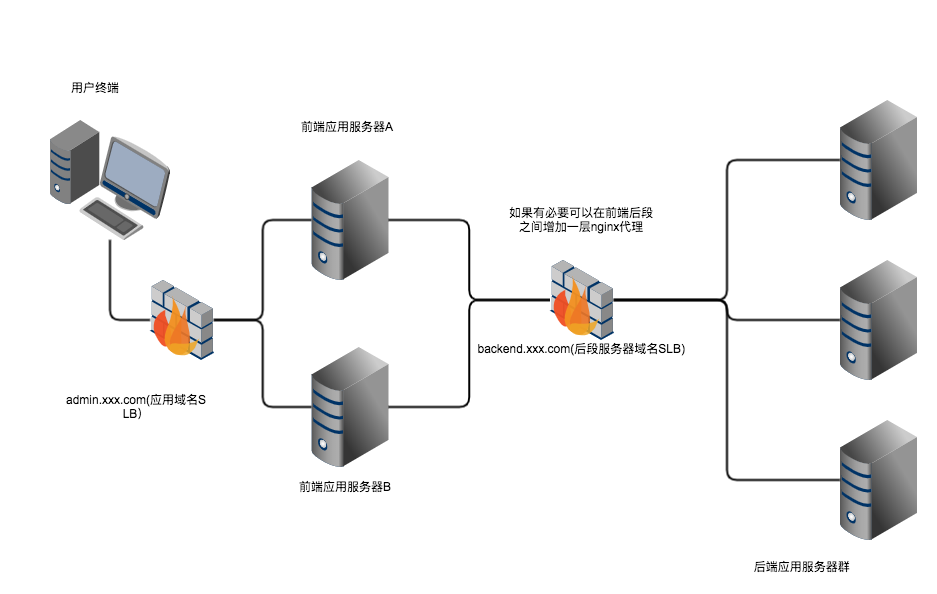 用户终端
前端应用服务器A
如果有必要可以在前端后段
之间增加一层nginx代理
backend.xxx.com(后段服务器域名SLB)
admin.xxx.com(应用域名S
LB）
前端应用服务器B
后端应用服务器群